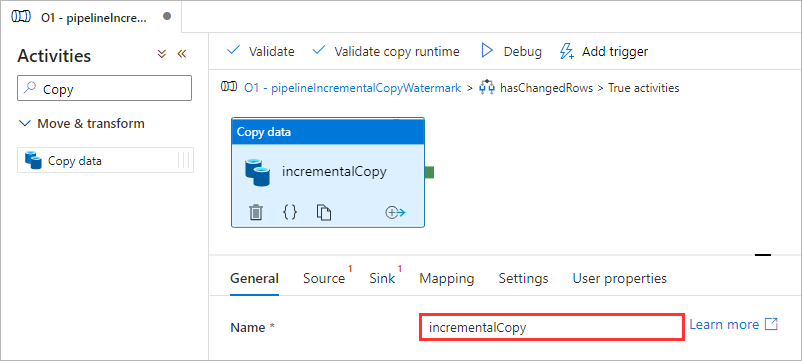 O1 - pipelineIncre...
Activities
Copy
Move & transform
Copy data
Validate
Validate copy runtime
Debug
Add trigger
O1 - pipelineIncrementalCopyWatermark > hasChangedRows > True activities
Copy data
incrementalCopy
{}
General
Source 1
Sink 1
Mapping
Settings
User properties
Name *
incrementalCopy
Learn more